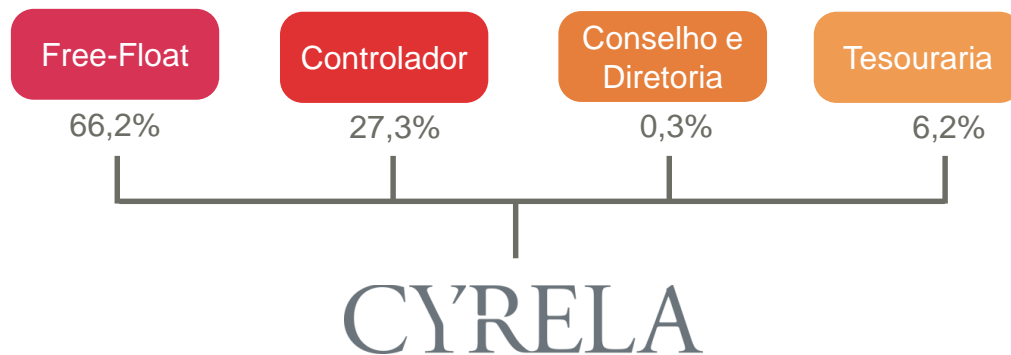 Free-Float
Controlador
Conselho e
Diretoria
Tesouraria
66,2%
27,3%
0,3%
6,2%
CYRELA